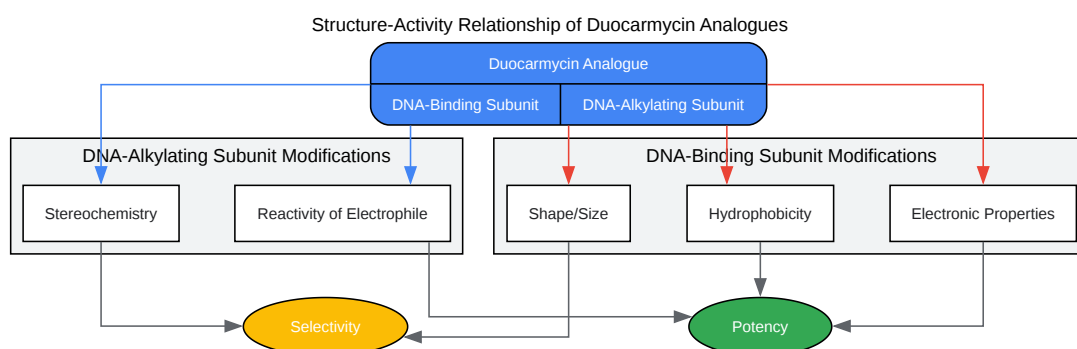 Structure-Activity Relationship of Duocarmycin Analogues
Duocarmycin Analogue
DNA-Binding Subunit
DNA-Alkylating Subunit
DNA-Alkylating Subunit Modifications
DNA-Binding Subunit Modifications
Stereochemistry
Reactivity of Electrophile
Shape/Size
Hydrophobicity
Electronic Properties
Selectivity
Potency